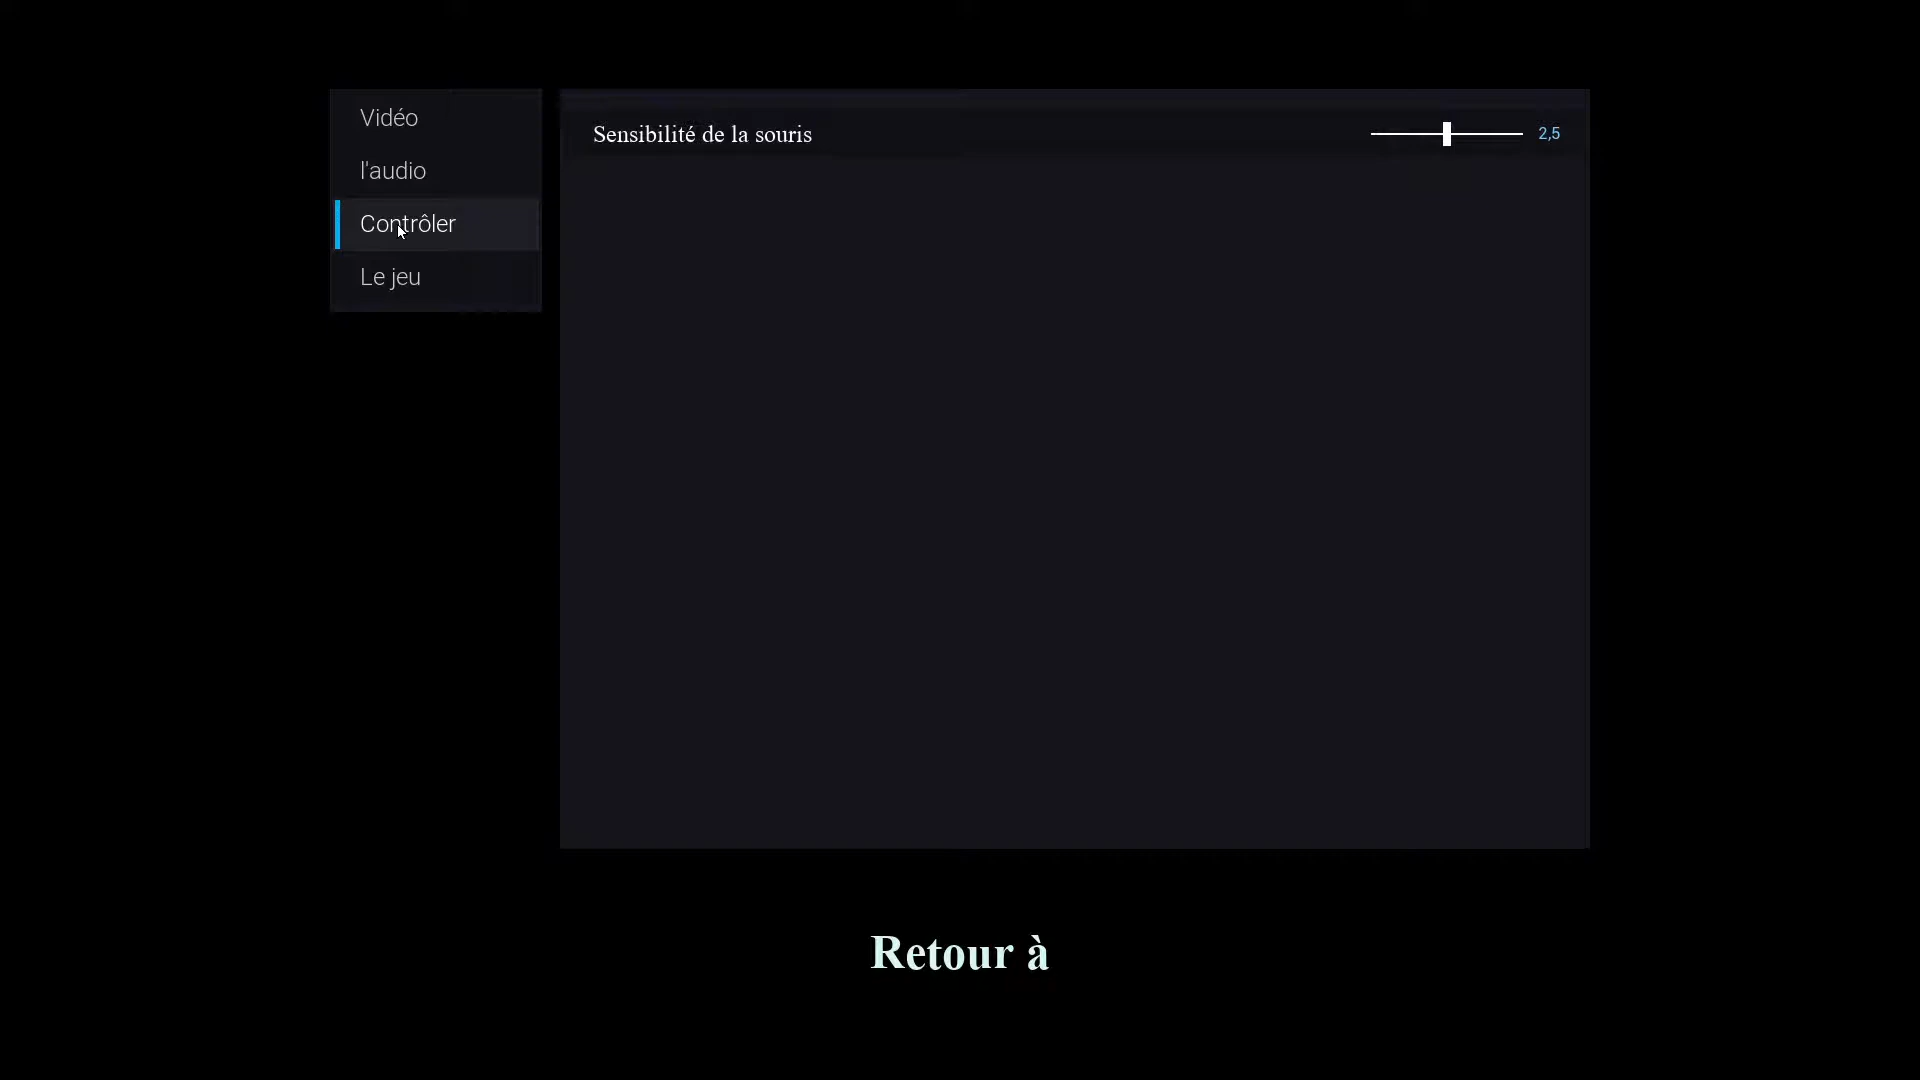 Vidéo
l'audio
Contrôler
Le jeu
Sensibilité de la souris 2,5
Retour à